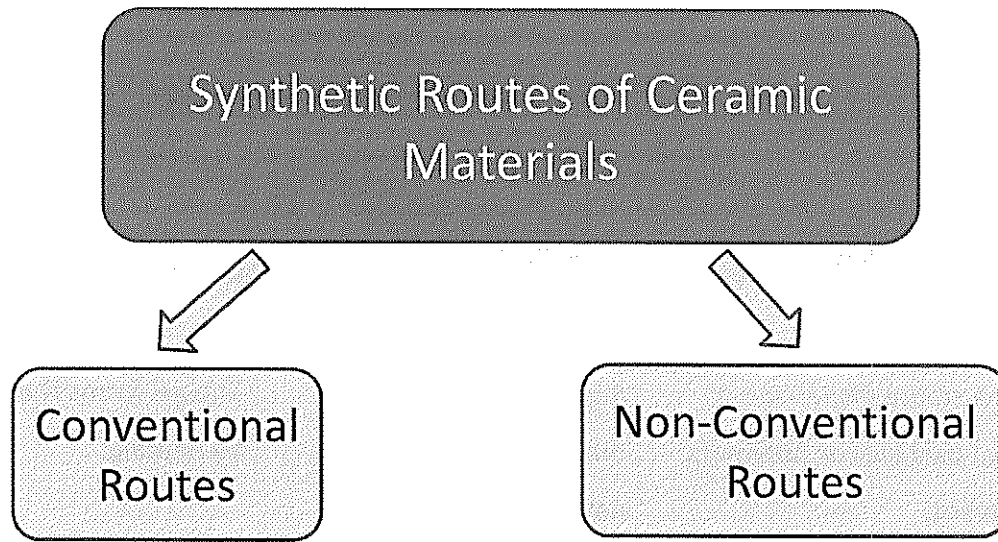 Synthetic Routes of Ceramic
Materials
Conventional
Routes
Non-Conventional
Routes